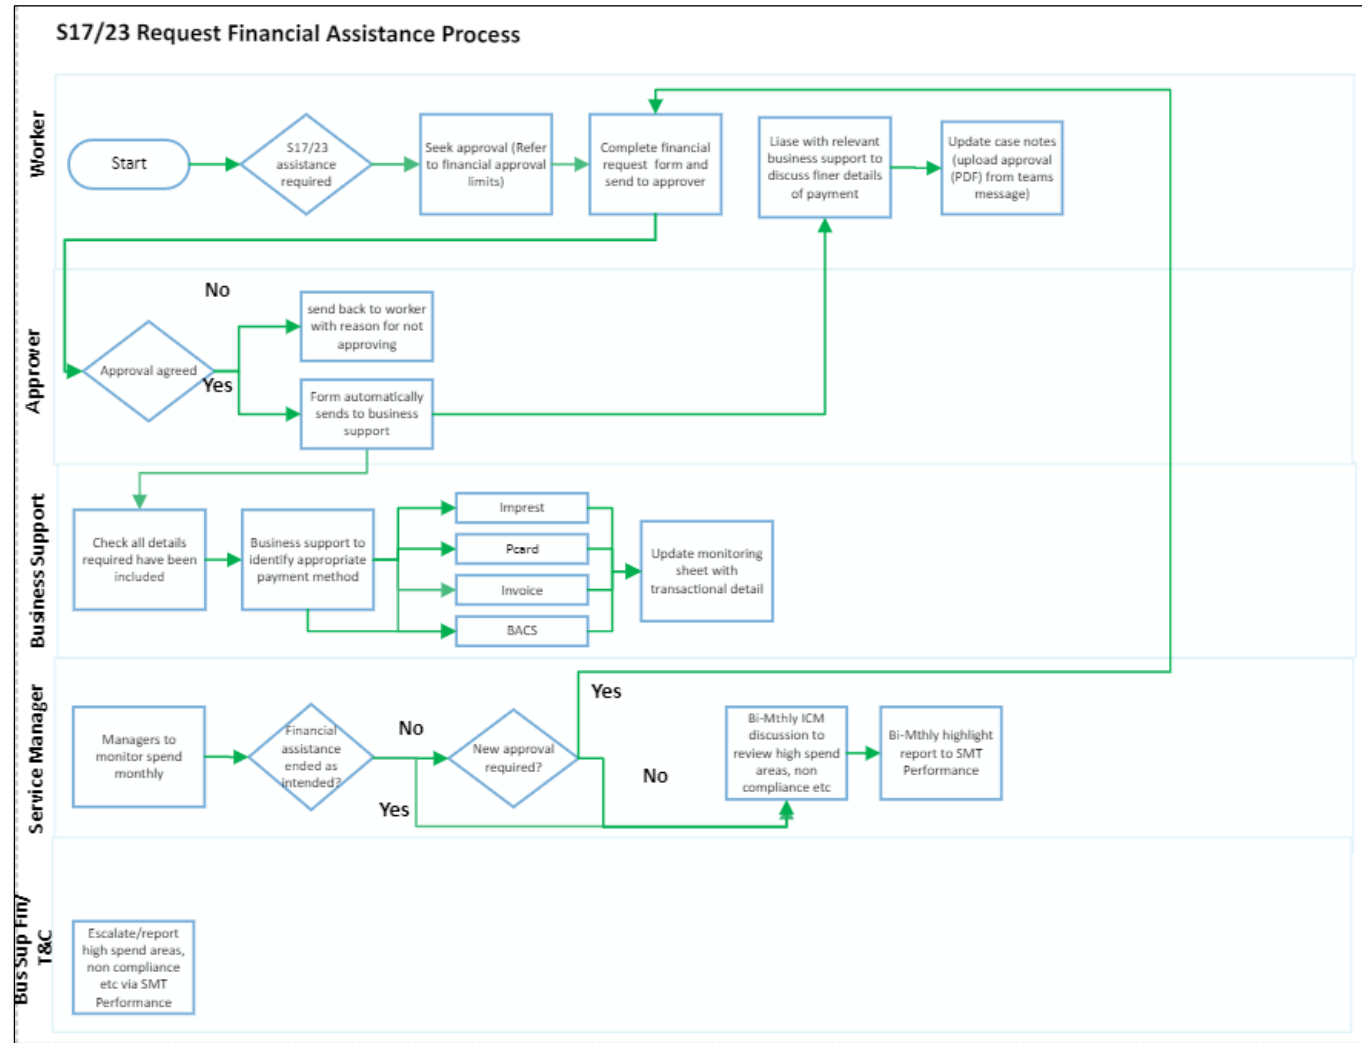 S17/23 Request Financial Assistance Process
Worker
Start
S17/23
assistance
required
Seek approval (Refer
to financial approval
limits)
Complete financial
request form and
send to approver
Liase with relevant
business support to
discuss finer details
of payment
Update case notes
(upload approval
(PDF) from teams
message)
Approver
Approval agreed
No
Yes
send back to worker
with reason for not
approving
Form automatically
sends to business
support
Business Support
Check all details
required have been
included
Business support to
identify appropriate
payment method
Imprest
Pcard
Invoice
BACS
Update monitoring
sheet with
transactional detail
Service Manager
Managers to
monitor spend
monthly
Financial
assistance
ended as
intended?
No
Yes
New approval
required?
Yes
No
Bi-Mthly ICM
discussion to
review high spend
areas, non
compliance etc
Bi-Mthly highlight
report to SMT
Performance
Bus Sup Fin/
T&C
Escalate/report
high spend areas,
non compliance
etc via SMT
Performance